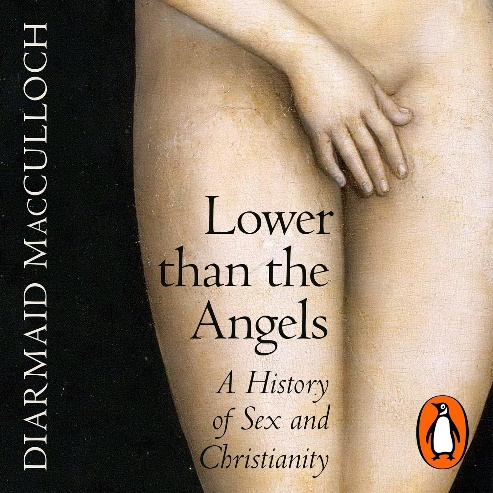 DIARMAID MACCULLOCH
Lower
than the
Angels
A History
of Sex and
Christianity